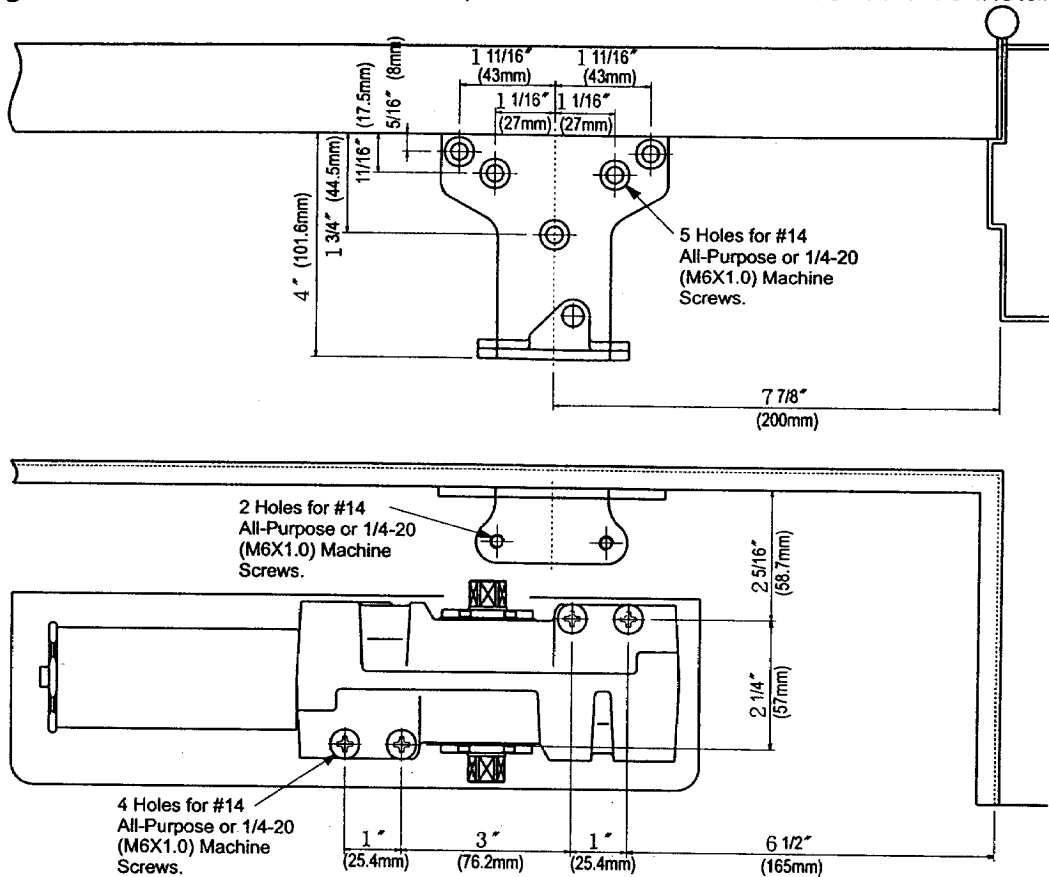 1 11/16″ 1 11/16″
(43mm) (43mm)
1 1/16″ 1 1/16″
(27mm) (27mm)
5/16″ (8mm)
11/16″ (17.5mm)
1 3/4″ (44.5mm)
4″ (101.6mm)
5 Holes for #14
All-Purpose or 1/4-20
(M6X1.0) Machine
Screws.
7 7/8″
(200mm)
2 Holes for #14
All-Purpose or 1/4-20
(M6X1.0) Machine
Screws.
2 5/16″
(58.7mm)
2 1/4″
(57mm)
4 Holes for #14
All-Purpose or 1/4-20
(M6X1.0) Machine
Screws.
1″ 3″ 1″ 6 1/2″
(25.4mm) (76.2mm) (25.4mm) (165mm)